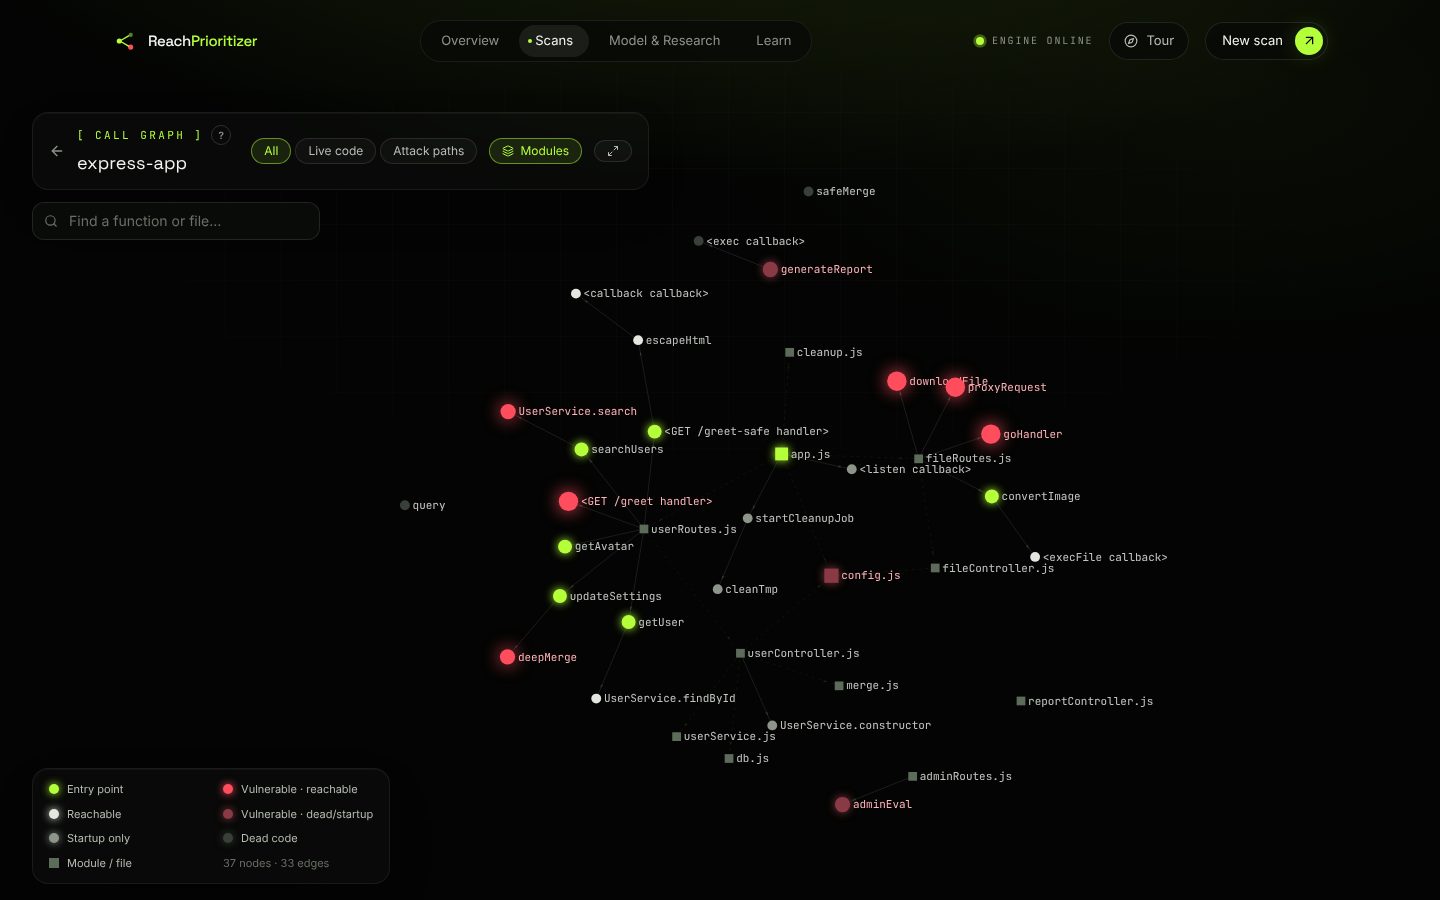 ReachPrioritizer
Overview
Scans
Model & Research
Learn
ENGINE ONLINE
Tour
New scan
[ CALL GRAPH ]
?
express-app
All
Live code
Attack paths
Modules
Find a function or file...
safeMerge
<exec callback>
generateReport
<callback callback>
escapeHtml
cleanup.js
downloadFile
proxyRequest
UserService.search
<GET /greet-safe handler>
goHandler
searchUsers
app.js
fileRoutes.js
<listen callback>
convertImage
<GET /greet handler>
query
startCleanupJob
userRoutes.js
getAvatar
<execFile callback>
fileController.js
config.js
cleanTmp
updateSettings
getUser
userController.js
deepMerge
merge.js
UserService.findById
reportController.js
UserService.constructor
userService.js
db.js
adminRoutes.js
adminEval
Entry point
Vulnerable · reachable
Reachable
Vulnerable · dead/startup
Startup only
Dead code
Module / file
37 nodes · 33 edges